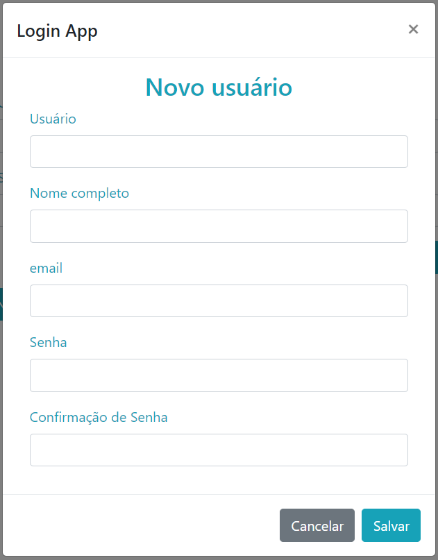 Login App ×
Novo usuário
Usuário
Nome completo
email
Senha
Confirmação de Senha
Cancelar Salvar